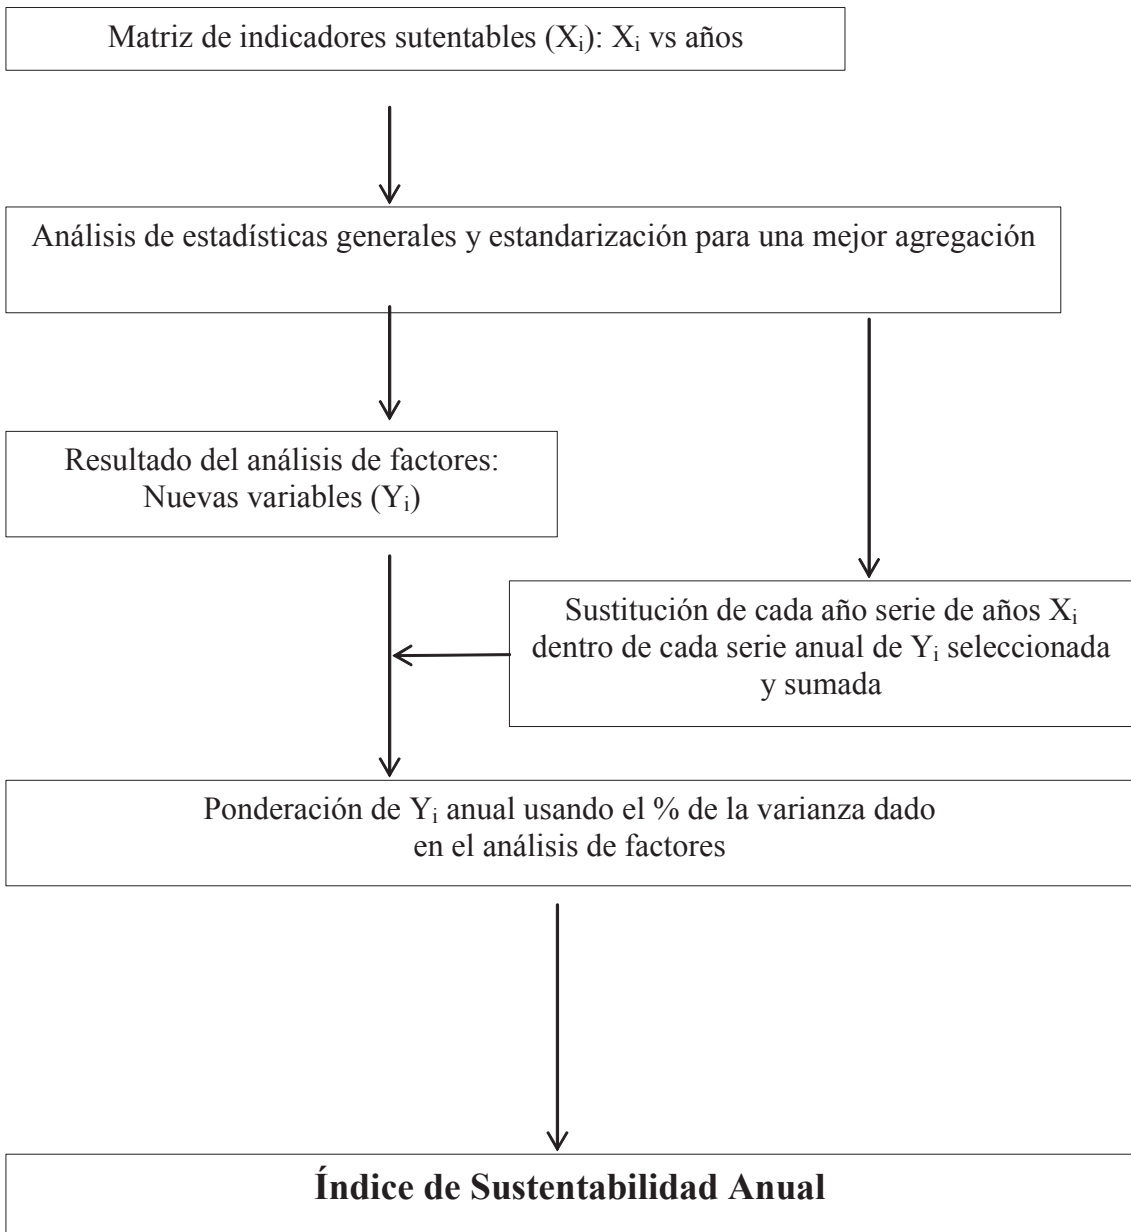 Matriz de indicadores sutentables (Xi): Xi vs años
Análisis de estadísticas generales y estandarización para una mejor agregación
Resultado del análisis de factores:
Nuevas variables (Yi)
Sustitución de cada año serie de años Xi
dentro de cada serie anual de Yi seleccionada
y sumada
Ponderación de Yi anual usando el % de la varianza dado
en el análisis de factores
Índice de Sustentabilidad Anual